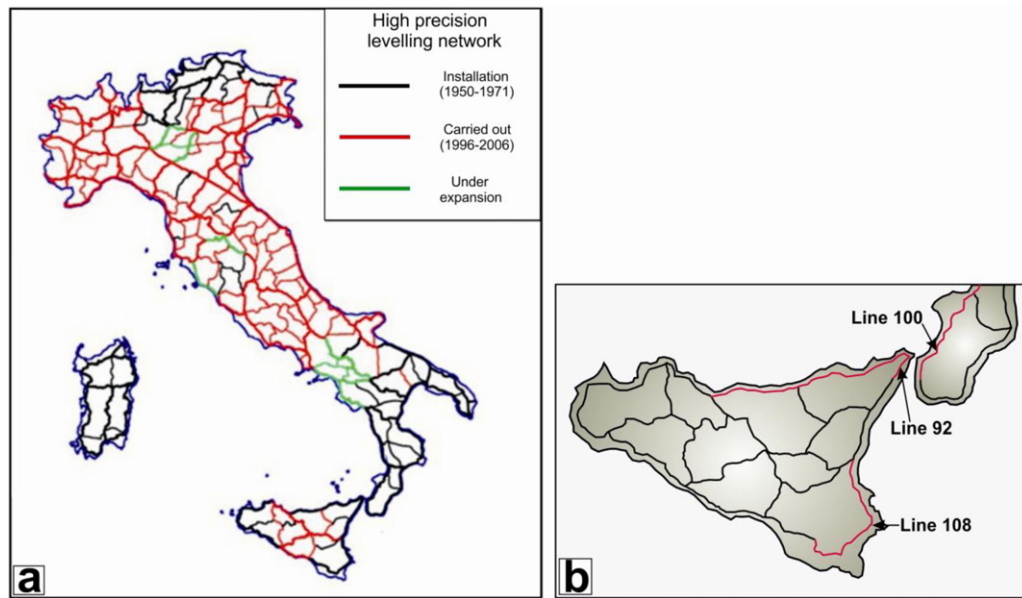 High precision
levelling network
Installation
(1950-1971)
Carried out
(1996-2006)
Under
expansion
a
Line 100
Line 92
Line 108
b